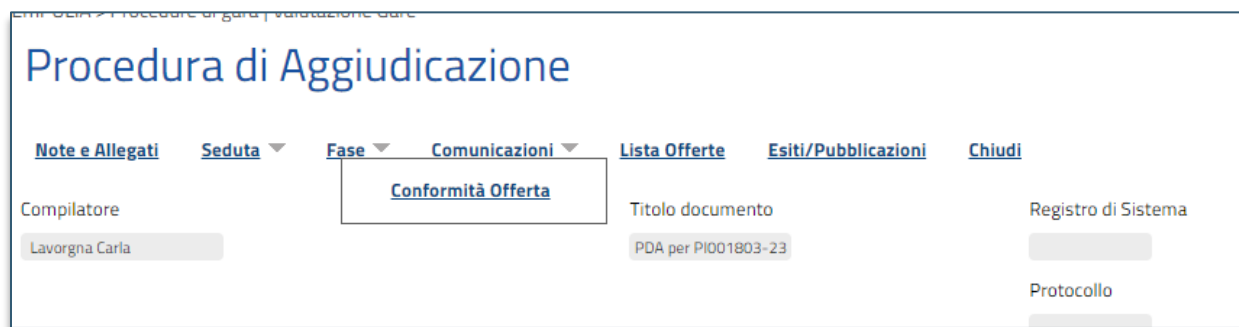 Procedura di Aggiudicazione
Note e Allegati Seduta Fase Comunicazioni Lista Offerte Esiti/Pubblicazioni Chiudi
Conformità Offerta
Compilatore Titolo documento Registro di Sistema
Lavorgna Carla PDA per PI001803-23
Protocollo